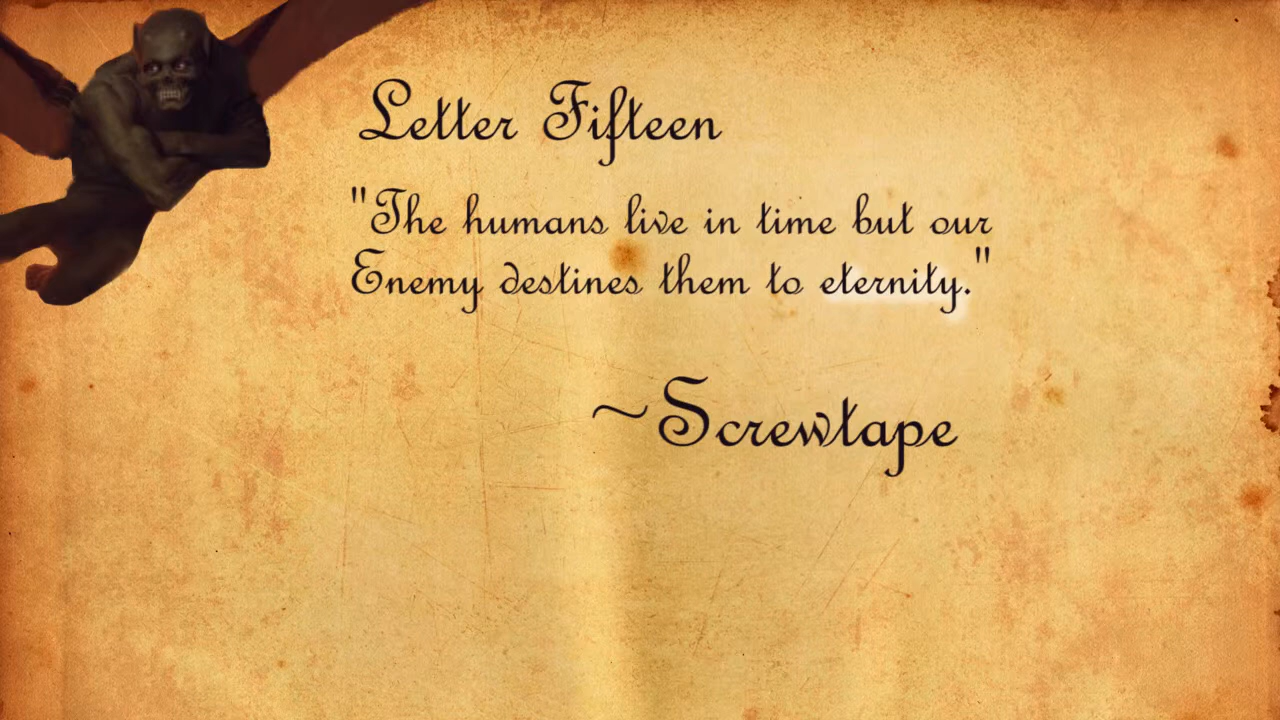 Letter Fifteen
"The humans live in time but our
Enemy destines them to eternity."
~Screwtape